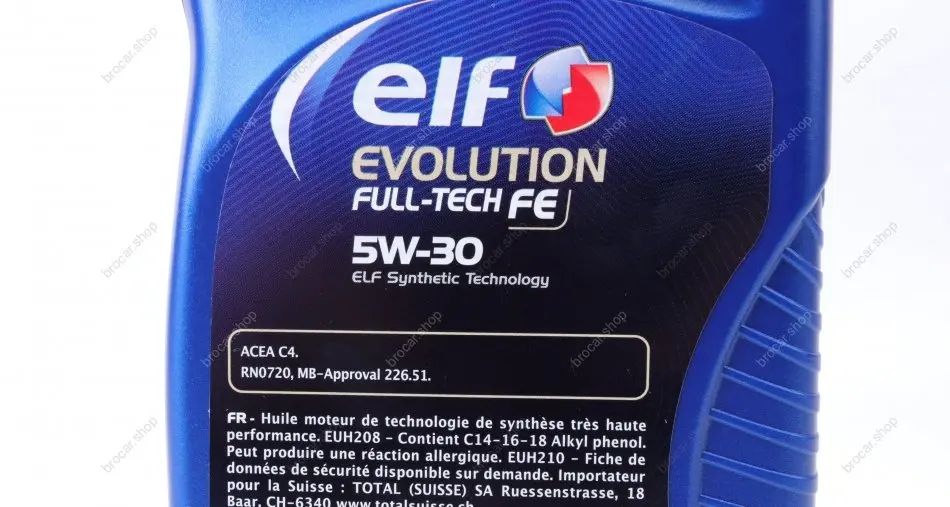 elf
EVOLUTION
FULL-TECH FE
5W-30
ELF Synthetic Technology
ACEA C4.
RN0720, MB-Approval 226.51.
FR - Huile moteur de technologie de synthèse très haute
performance. EUH208 - Contient C14-16-18 Alkyl phenol.
Peut produire une réaction allergique. EUH210 - Fiche de
données de sécurité disponible sur demande. Importateur
pour la Suisse : TOTAL (SUISSE) SA Ruessenstrasse, 18
Baar, CH-6340 www.totalsuisse.ch
brocar.shop